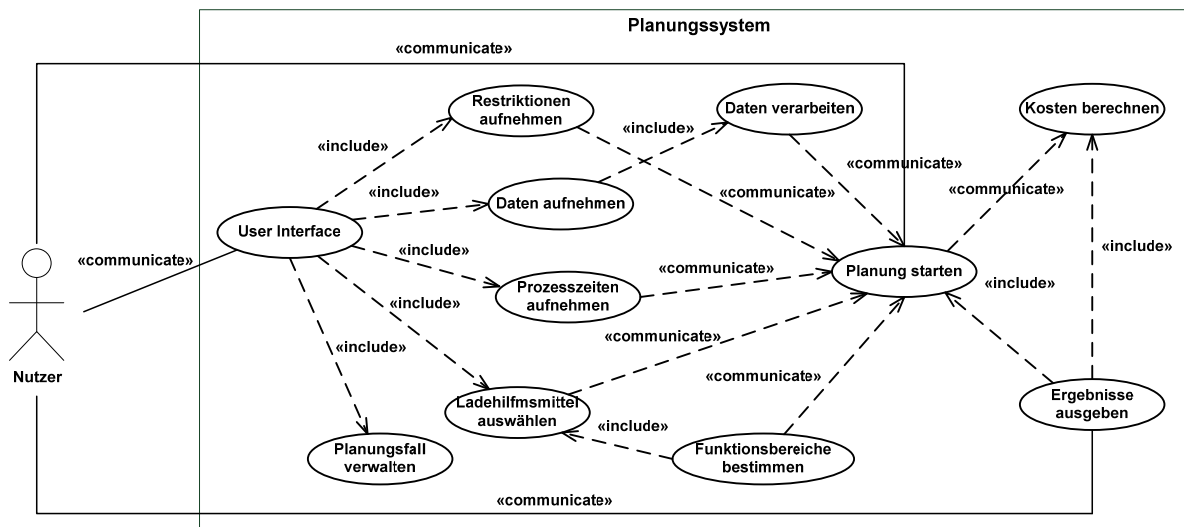 Planungssystem
«communicate»
Restriktionen
aufnehmen
Daten verarbeiten
Kosten berechnen
«include»
«include»
«communicate»
«include»
«communicate»
«communicate»
Daten aufnehmen
User Interface
«communicate»
«include»
«communicate»
«include»
Planung starten
Prozesszeiten
aufnehmen
«include»
«include»
«communicate»
«include»
Nutzer
«communicate»
Ladehilfmsmittel
auswählen
Ergebnisse
ausgeben
«include»
Planungsfall
verwalten
Funktionsbereiche
bestimmen
«communicate»